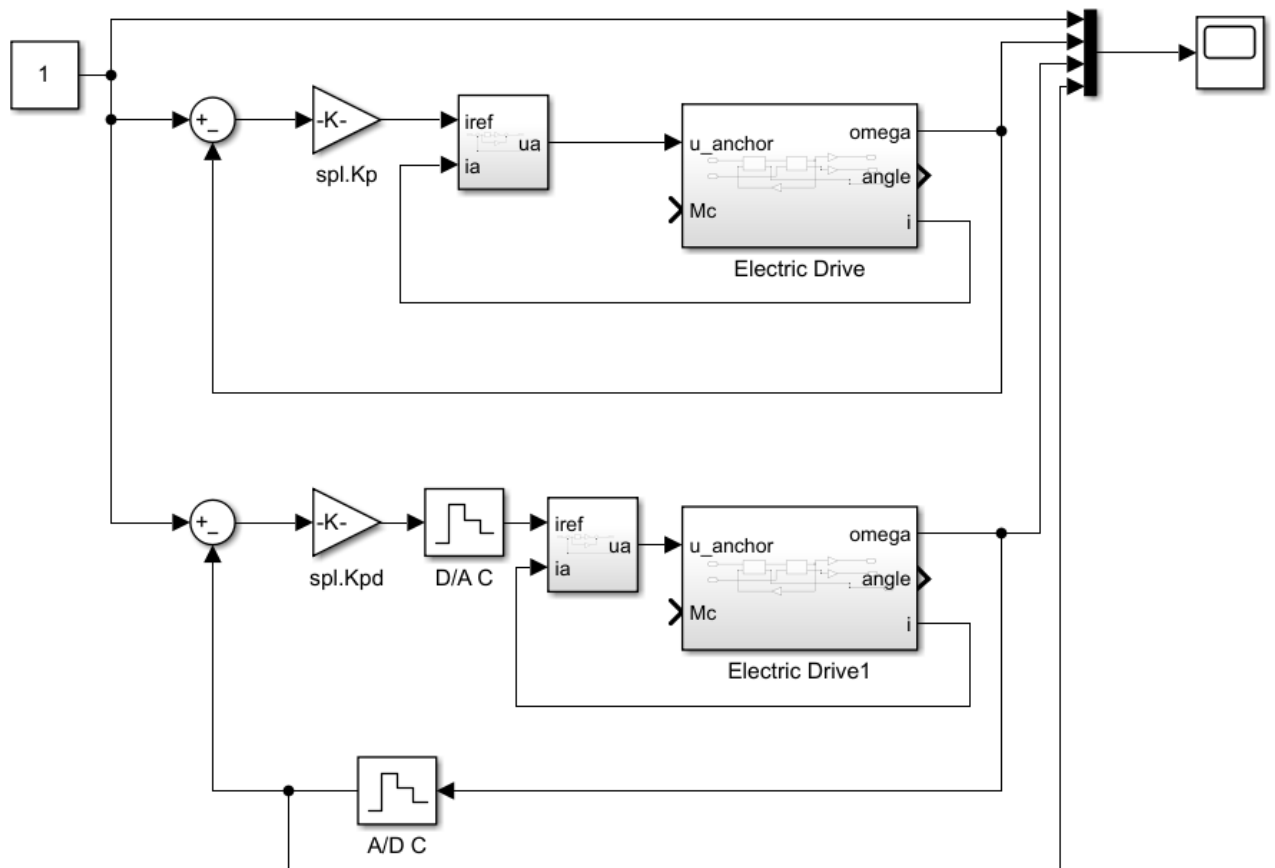 1
+
−
-K-
spl.Kp
iref
ia
ua
u_anchor
Mc
omega
angle
i
Electric Drive
+
−
-K-
spl.Kpd
D/A C
iref
ia
ua
u_anchor
Mc
omega
angle
i
Electric Drive1
A/D C